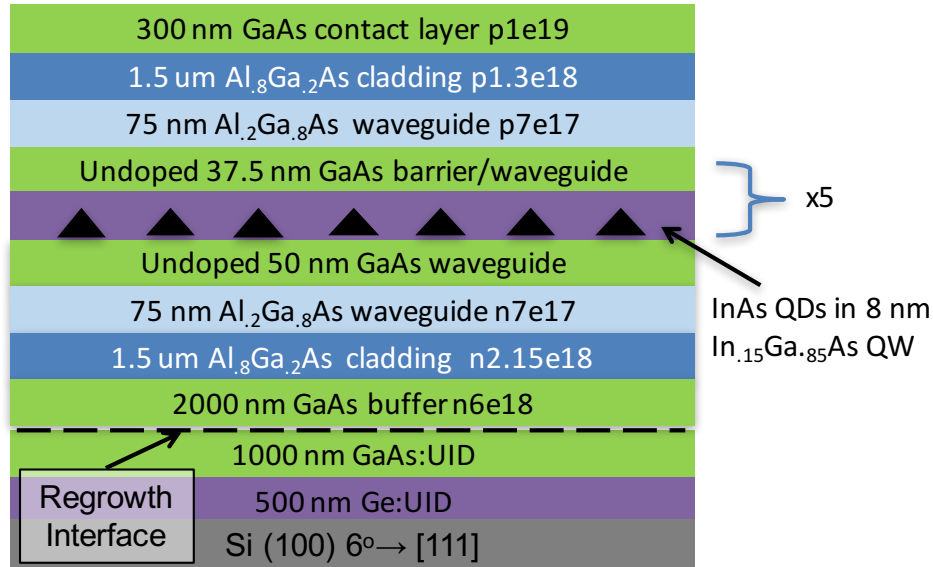 300 nm GaAs contact layer p1e19
1.5 um Al.8Ga.2As cladding p1.3e18
75 nm Al.2Ga.8As waveguide p7e17
Undoped 37.5 nm GaAs barrier/waveguide
x5
Undoped 50 nm GaAs waveguide
75 nm Al.2Ga.8As waveguide n7e17
InAs QDs in 8 nm
In.15Ga.85As QW
1.5 um Al.8Ga.2As cladding n2.15e18
2000 nm GaAs buffer n6e18
1000 nm GaAs:UID
Regrowth
Interface
500 nm Ge:UID
Si (100) 6º→ [111]